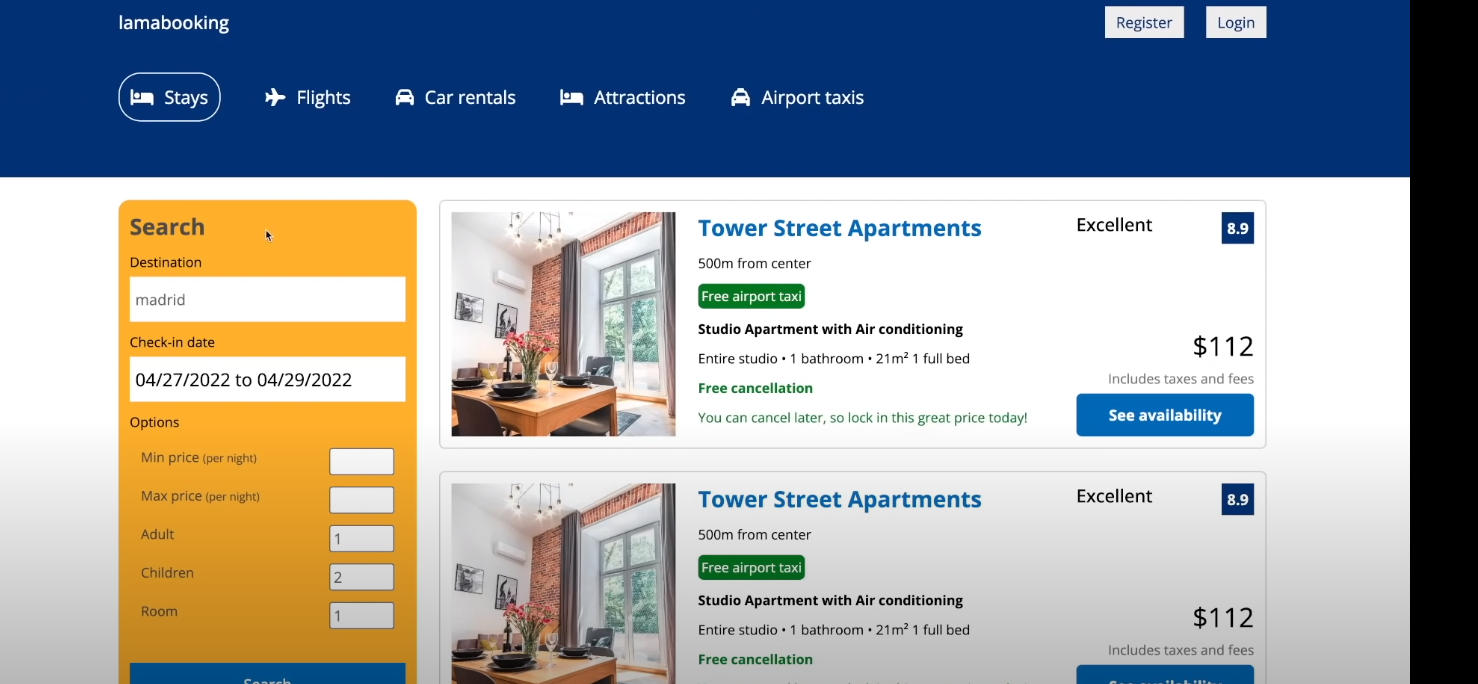 lamabooking
Register
Login
Stays
Flights
Car rentals
Attractions
Airport taxis
Search
Destination
madrid
Check-in date
04/27/2022 to 04/29/2022
Options
Min price (per night)
Max price (per night)
Adult
1
Children
2
Room
1
Search
Tower Street Apartments
500m from center
Free airport taxi
Studio Apartment with Air conditioning
Entire studio • 1 bathroom • 21m² 1 full bed
Free cancellation
You can cancel later, so lock in this great price today!
Excellent
8.9
$112
Includes taxes and fees
See availability
Tower Street Apartments
500m from center
Free airport taxi
Studio Apartment with Air conditioning
Entire studio • 1 bathroom • 21m² 1 full bed
Free cancellation
Excellent
8.9
$112
Includes taxes and fees
See availability